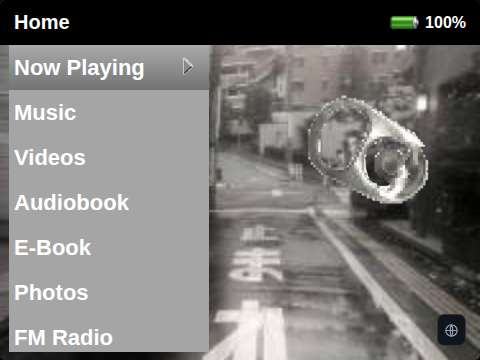 Home
100%
Now Playing
Music
Videos
Audiobook
E-Book
Photos
FM Radio